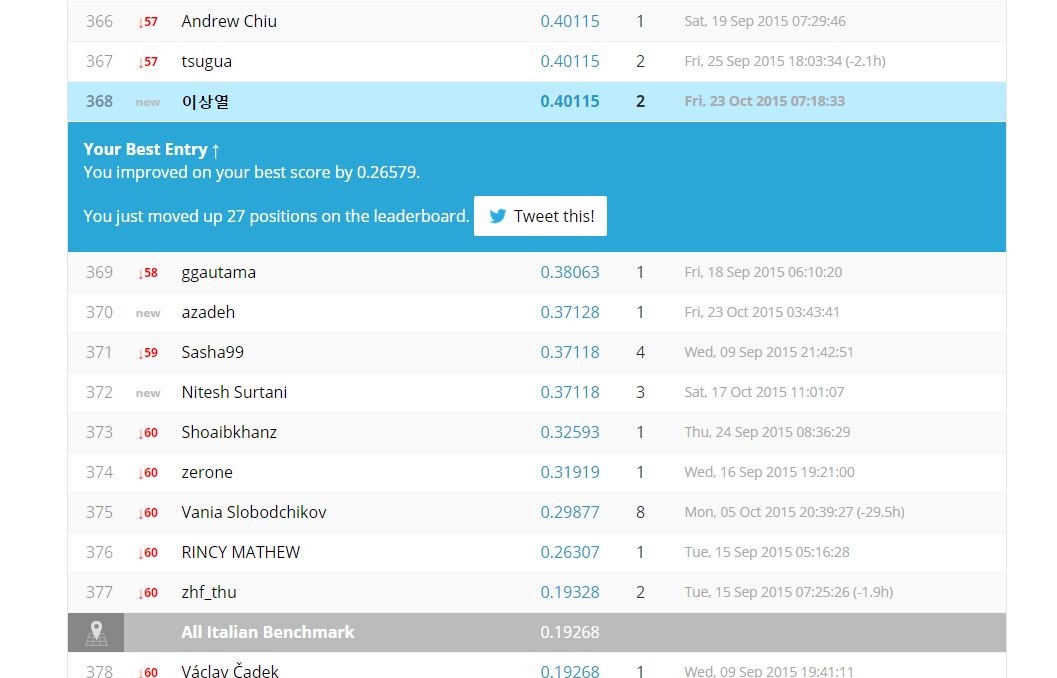 366 ↓57 Andrew Chiu 0.40115 1 Sat, 19 Sep 2015 07:29:46
367 ↓57 tsugua 0.40115 2 Fri, 25 Sep 2015 18:03:34 (-2.1h)
368 new 이상열 0.40115 2 Fri, 23 Oct 2015 07:18:33
Your Best Entry ↑
You improved on your best score by 0.26579.
You just moved up 27 positions on the leaderboard. Tweet this!
369 ↓58 ggautama 0.38063 1 Fri, 18 Sep 2015 06:10:20
370 new azadeh 0.37128 1 Fri, 23 Oct 2015 03:43:41
371 ↓59 Sasha99 0.37118 4 Wed, 09 Sep 2015 21:42:51
372 new Nitesh Surtani 0.37118 3 Sat, 17 Oct 2015 11:01:07
373 ↓60 Shoaibkhanz 0.32593 1 Thu, 24 Sep 2015 08:36:29
374 ↓60 zerone 0.31919 1 Wed, 16 Sep 2015 19:21:00
375 ↓60 Vania Slobodchikov 0.29877 8 Mon, 05 Oct 2015 20:39:27 (-29.5h)
376 ↓60 RINCY MATHEW 0.26307 1 Tue, 15 Sep 2015 05:16:28
377 ↓60 zhf_thu 0.19328 2 Tue, 15 Sep 2015 07:25:26 (-1.9h)
All Italian Benchmark 0.19268
378 ↓60 Václav Čadek 0.19268 1 Wed, 09 Sep 2015 19:41:11